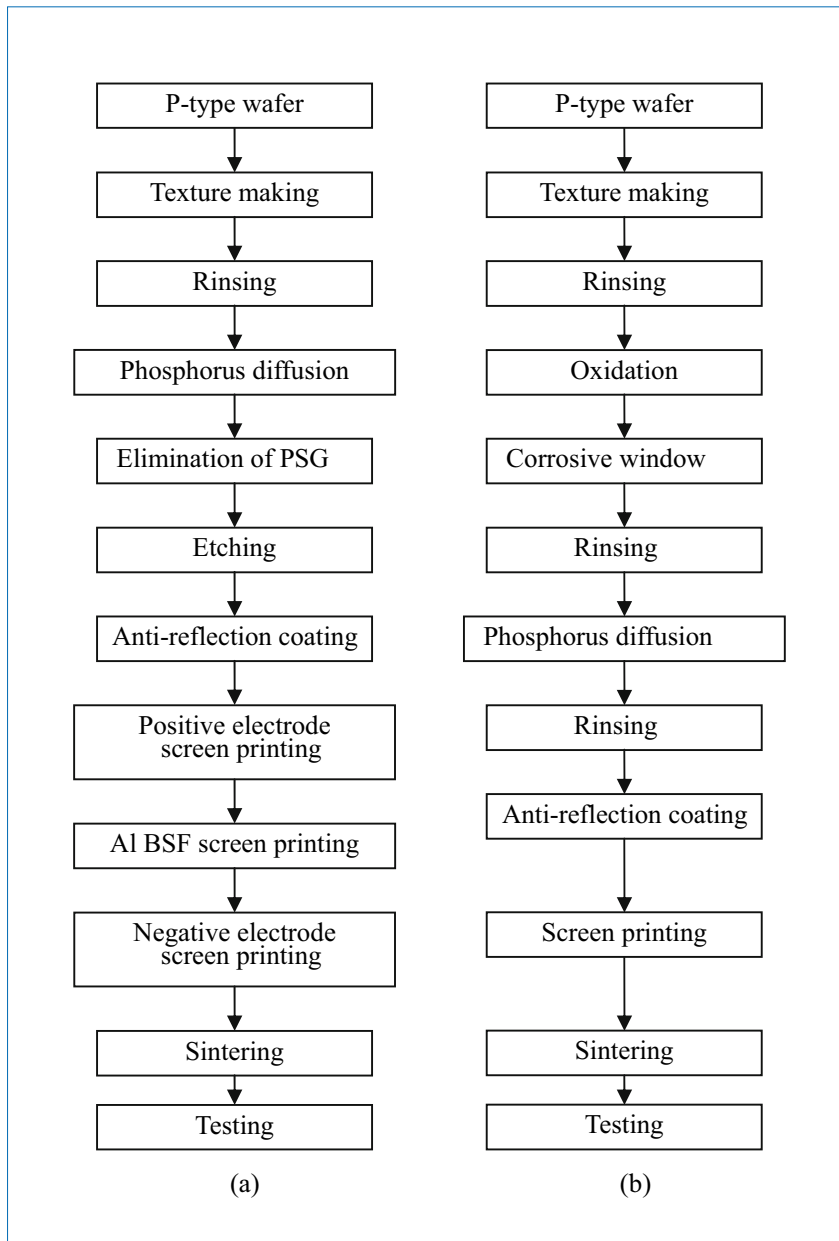 P-type wafer
Texture making
Rinsing
Phosphorus diffusion
Elimination of PSG
Etching
Anti-reflection coating
Positive electrode
screen printing
Al BSF screen printing
Negative electrode
screen printing
Sintering
Testing
(a)
P-type wafer
Texture making
Rinsing
Oxidation
Corrosive window
Rinsing
Phosphorus diffusion
Rinsing
Anti-reflection coating
Screen printing
Sintering
Testing
(b)